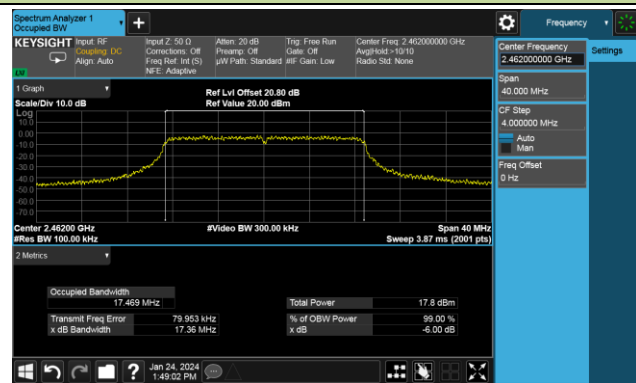 Spectrum Analyzer 1
Occupied BW
+
Frequency
KEYSIGHT
Input: RF
Coupling: DC
Align: Auto
Input Z: 50 Ω
Corrections: Off
Freq Ref: Int (S)
NFE: Adaptive
Atten: 20 dB
Preamp: Off
µW Path: Standard
Trig: Free Run
Gate: Off
#IF Gain: Low
Center Freq: 2.462000000 GHz
Avg|Hold:>10/10
Radio Std: None
Center Frequency
2.462000000 GHz
Settings
Span
40.000 MHz
CF Step
4.000000 MHz
Auto
Man
Freq Offset
0 Hz
1 Graph
Scale/Div 10.0 dB
Ref Lvl Offset 20.80 dB
Ref Value 20.00 dBm
Log
10.0
0.00
-10.0
-20.0
-30.0
-40.0
-50.0
-60.0
-70.0
Center 2.46200 GHz
#Res BW 100.00 kHz
#Video BW 300.00 kHz
Span 40 MHz
Sweep 3.87 ms (2001 pts)
2 Metrics
Occupied Bandwidth
17.469 MHz
Total Power 17.8 dBm
Transmit Freq Error 79.953 kHz
% of OBW Power 99.00 %
x dB Bandwidth 17.36 MHz
x dB -6.00 dB
?
Jan 24, 2024
1:49:02 PM